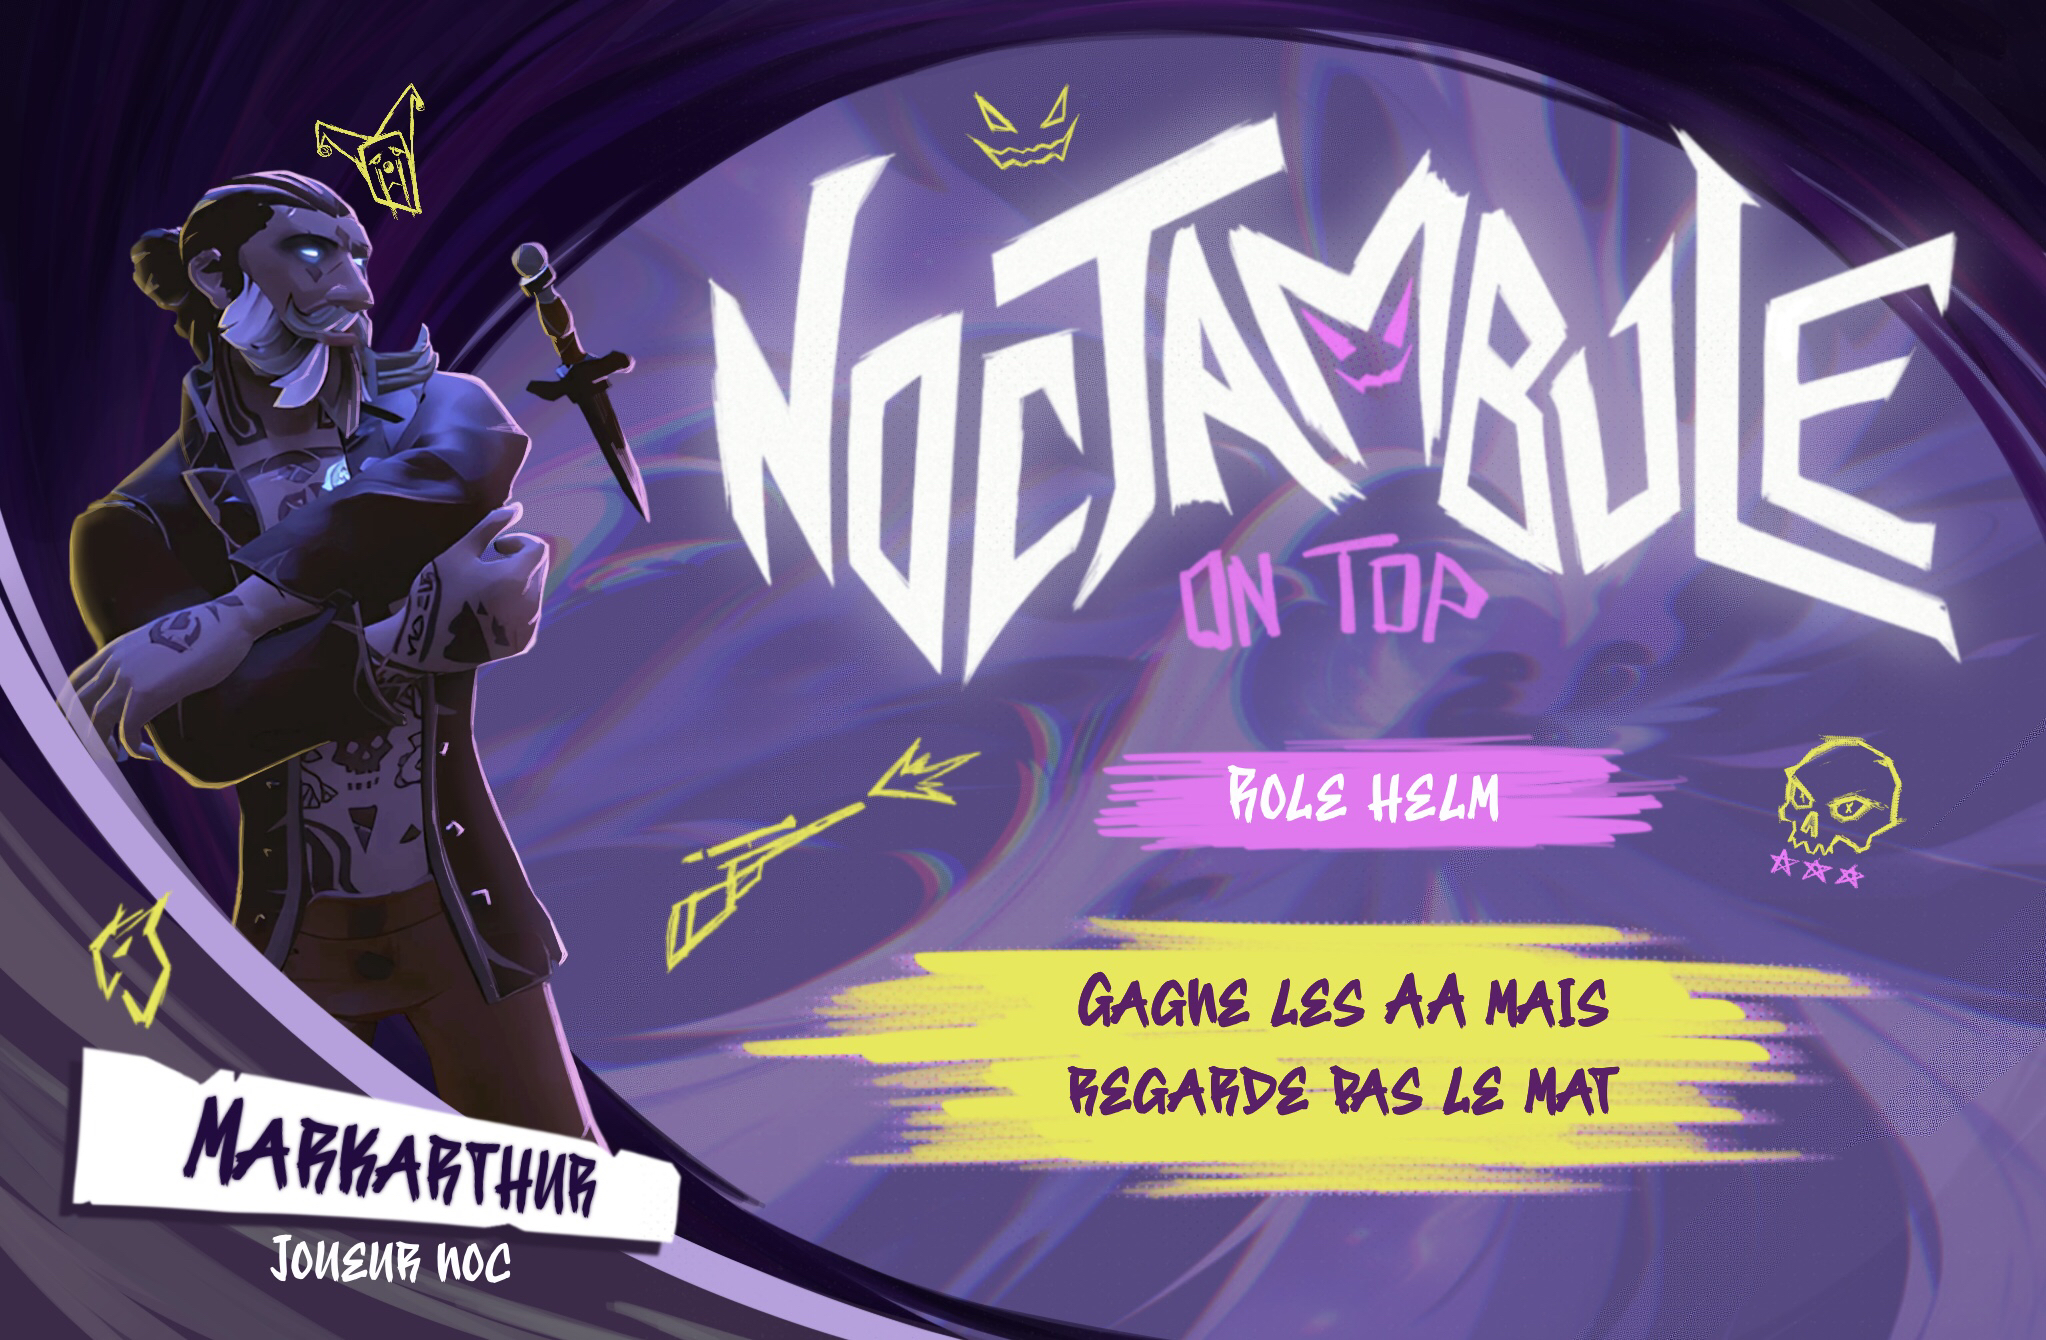 NOCTAMBULE
ON TOP
ROLE HELM
GAGNE LES AA MAIS
REGARDE PAS LE MAT
MARKARTHUR
JOUEUR NOC